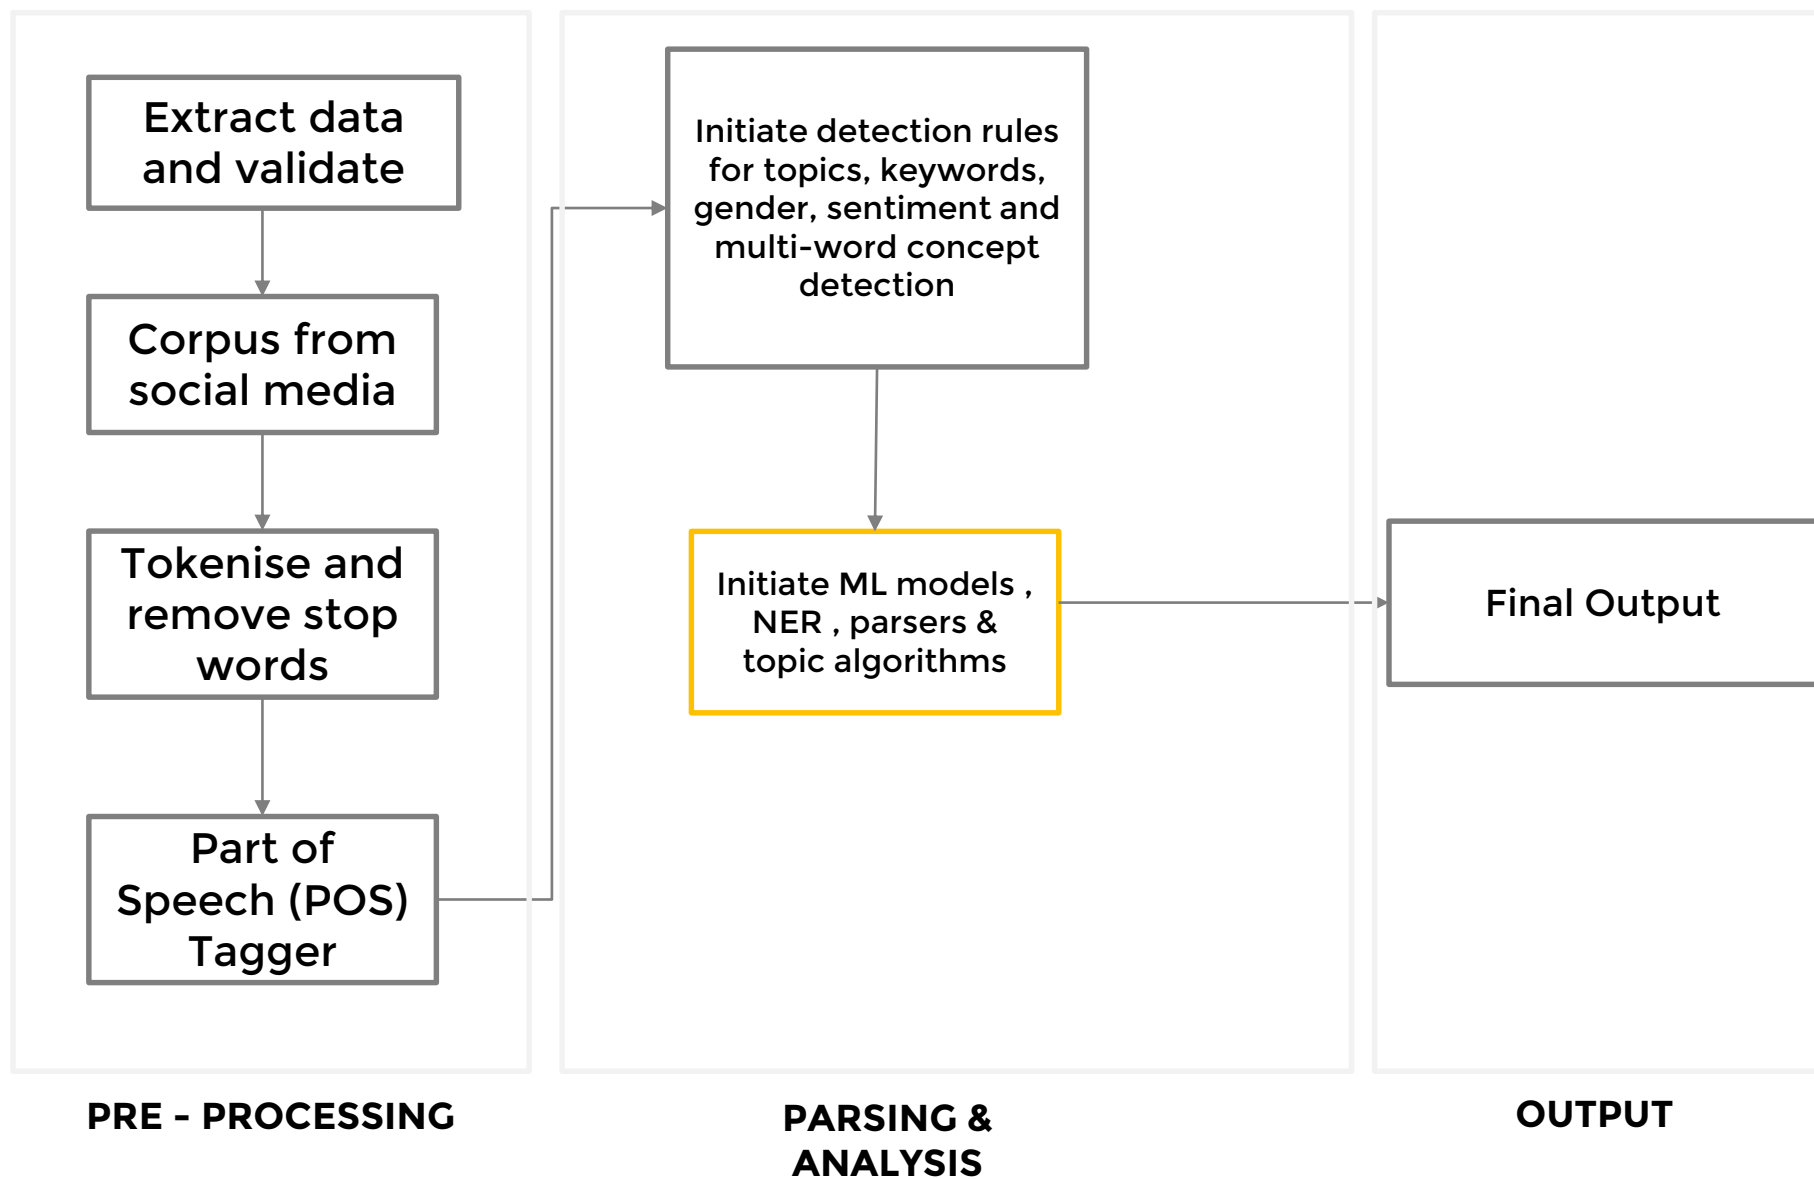 Extract data
and validate
Corpus from
social media
Tokenise and
remove stop
words
Part of
Speech (POS)
Tagger
PRE - PROCESSING
Initiate detection rules
for topics, keywords,
gender, sentiment and
multi-word concept
detection
Initiate ML models ,
NER , parsers &
topic algorithms
PARSING &
ANALYSIS
Final Output
OUTPUT